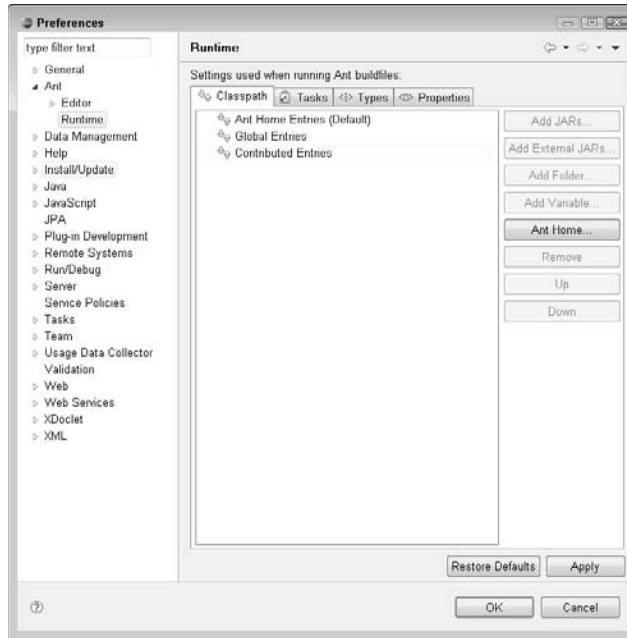 Preferences
type filter text
General
Ant
Editor
Runtime
Data Management
Help
Install/Update
Java
JavaScript
JPA
Plug-in Development
Remote Systems
Run/Debug
Server
Service Policies
Tasks
Team
Usage Data Collector
Validation
Web
Web Services
XDoclet
XML
Runtime
Settings used when running Ant buildfiles:
Classpath Tasks Types Properties
Ant Home Entries (Default)
Global Entries
Contributed Entries
Add JARs...
Add External JARs...
Add Folder...
Add Variable...
Ant Home...
Remove
Up
Down
Restore Defaults Apply
OK Cancel